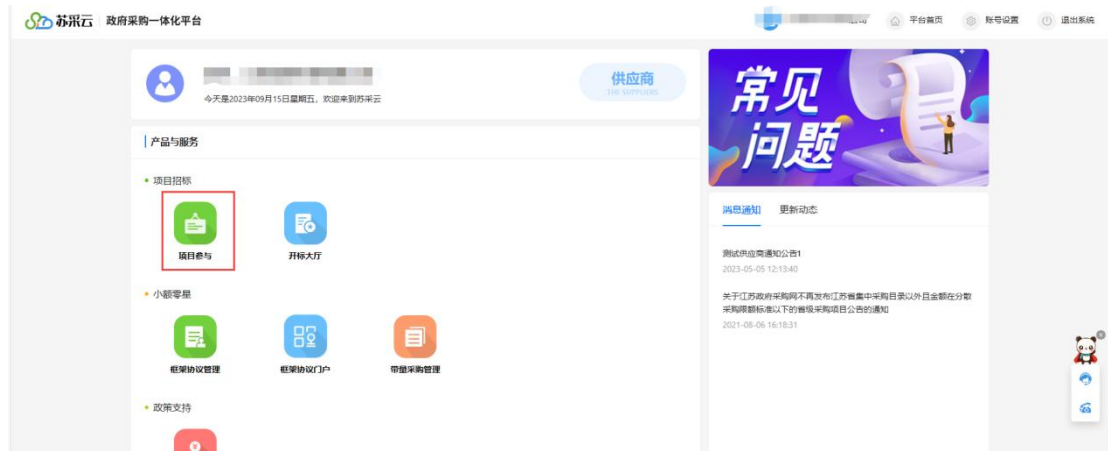 苏采云 政府采购一体化平台
平台首页 账号设置 退出系统
供应商
THE SUPPLIERS
今天是2023年09月15日星期五，欢迎来到苏采云
常见
问题
产品与服务
项目招标
项目参与 开标大厅
消息通知 更新动态
测试供应商通知公告1
2023-05-05 12:13:40
关于江苏政府采购网不再发布江苏省集中采购目录以外且金额在分散
采购限额标准以下的省级采购项目公告的通知
2021-08-06 16:18:31
小额零星
框架协议管理 框架协议门户 带量采购管理
政策支持